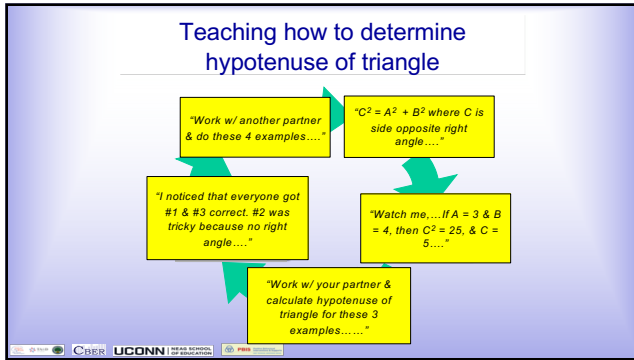 Teaching how to determine
hypotenuse of triangle
“Work w/ another partner
& do these 4 examples….”
“C² = A² + B² where C is
side opposite right
angle….”
“I noticed that everyone got
#1 & #3 correct. #2 was
tricky because no right
angle….”
“Watch me,…If A = 3 & B
= 4, then C² = 25, & C =
5….”
“Work w/ your partner &
calculate hypotenuse of
triangle for these 3
examples……”
CBER
UCONN
NEAG SCHOOL
OF EDUCATION
PBIS